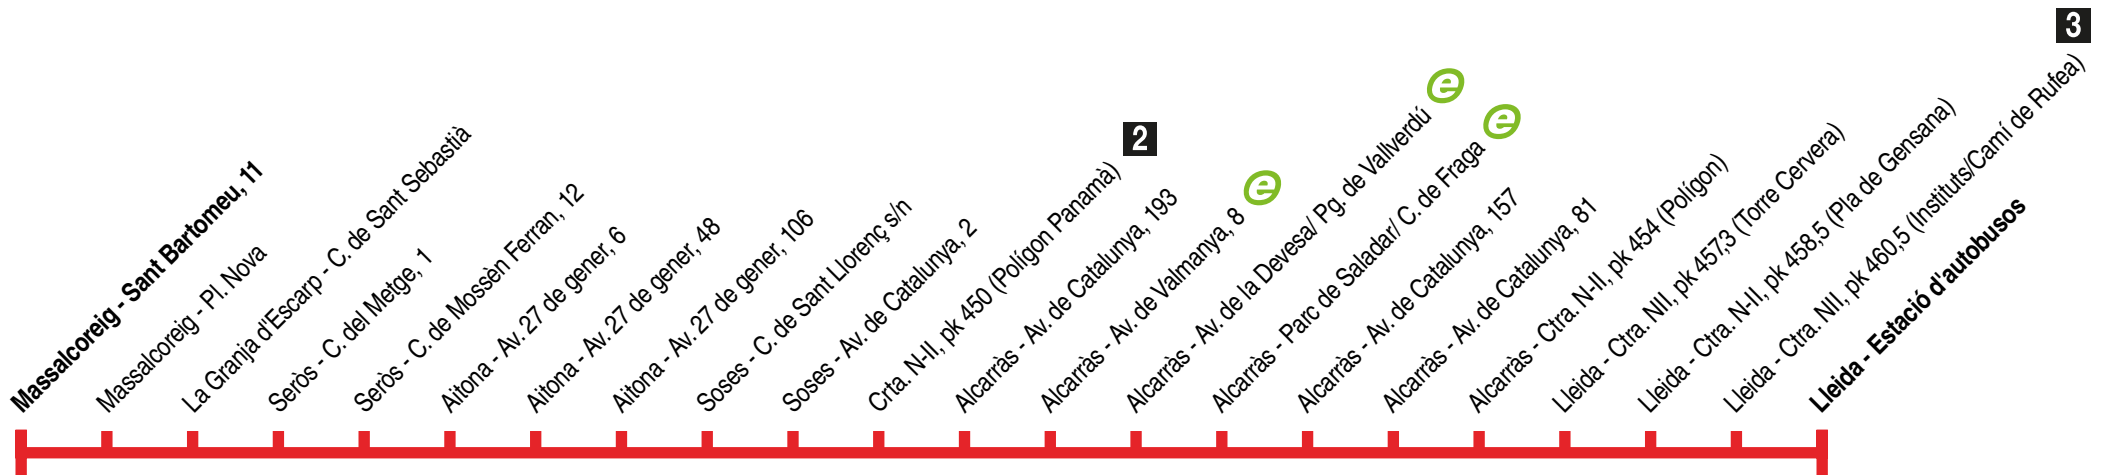 Massalcoreig - Sant Bartomeu, 11
Massalcoreig - Pl. Nova
La Granja d'Escarp - C. de Sant Sebastià
Seròs - C. del Metge, 1
Seròs - C. de Mossèn Ferran, 12
Aitona - Av. 27 de gener, 6
Aitona - Av. 27 de gener, 48
Aitona - Av. 27 de gener, 106
Soses - C. de Sant Llorenç s/n
Soses - Av. de Catalunya, 2
Crta. N-II, pk 450 (Polígon Panamà) 2
Alcarràs - Av. de Catalunya, 193
Alcarràs - Av. de Valmanya, 8 e
Alcarràs - Av. de la Devesa/ Pg. de Vallverdú e
Alcarràs - Parc de Saladar/ C. de Fraga e
Alcarràs - Av. de Catalunya, 157
Alcarràs - Av. de Catalunya, 81
Alcarràs - Ctra. N-II, pk 454 (Polígon)
Lleida - Ctra. NII, pk 457,3 (Torre Cervera)
Lleida - Ctra. N-II, pk 458,5 (Pla de Gensana)
Lleida - Ctra. NII, pk 460,5 (Instituts/Camí de Rufea) 3
Lleida - Estació d'autobusos